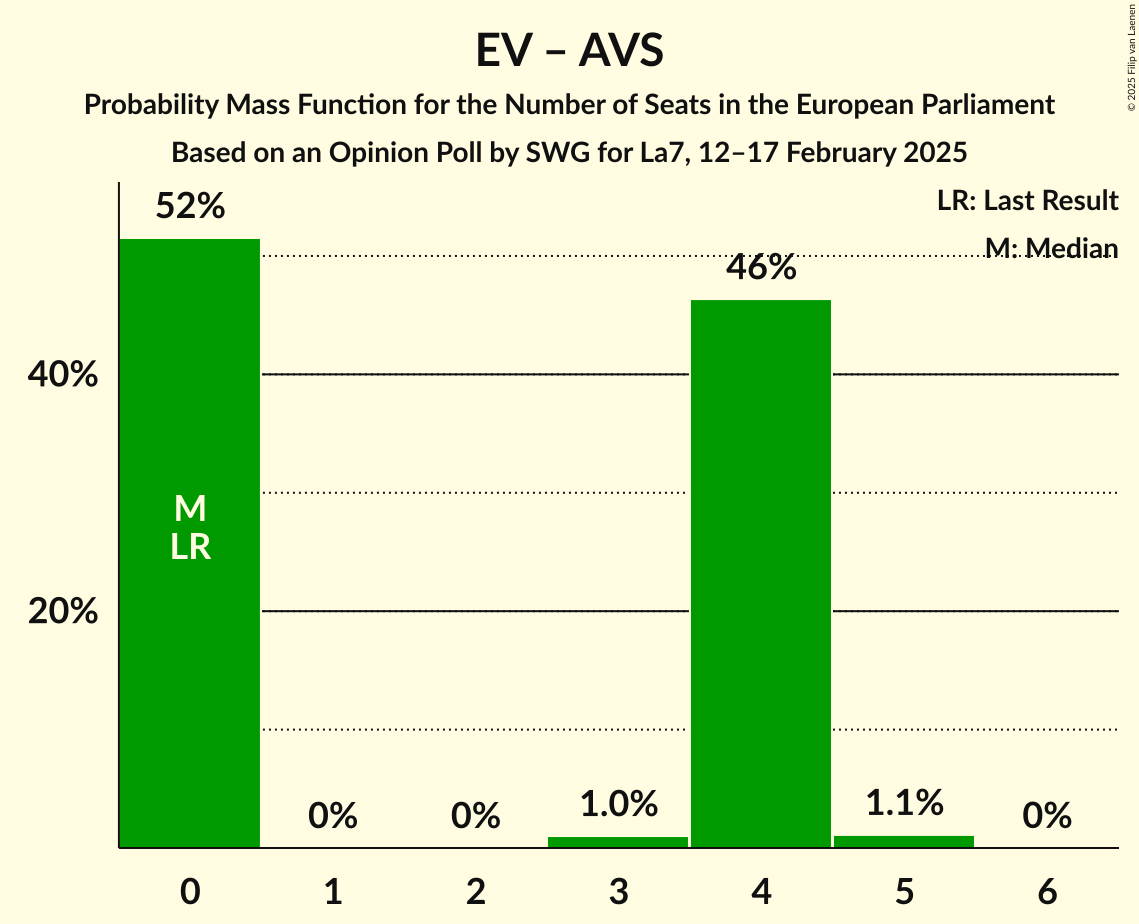 EV – AVS
Probability Mass Function for the Number of Seats in the European Parliament
Based on an Opinion Poll by SWG for La7, 12–17 February 2025
© 2025 Filip van Laenen
LR: Last Result
M: Median
52%
46%
40%
M
LR
20%
0%
0%
1.0%
1.1%
0%
0
1
2
3
4
5
6